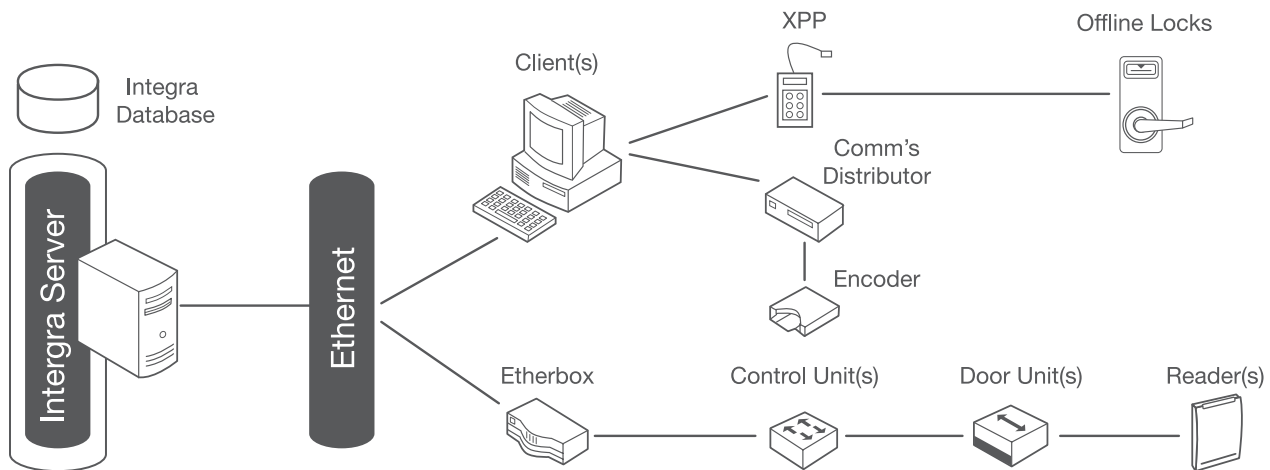 XPP
Offline Locks
Client(s)
Integra
Database
Comm's
Distributor
Intergra Server
Ethernet
Encoder
Etherbox
Control Unit(s)
Door Unit(s)
Reader(s)